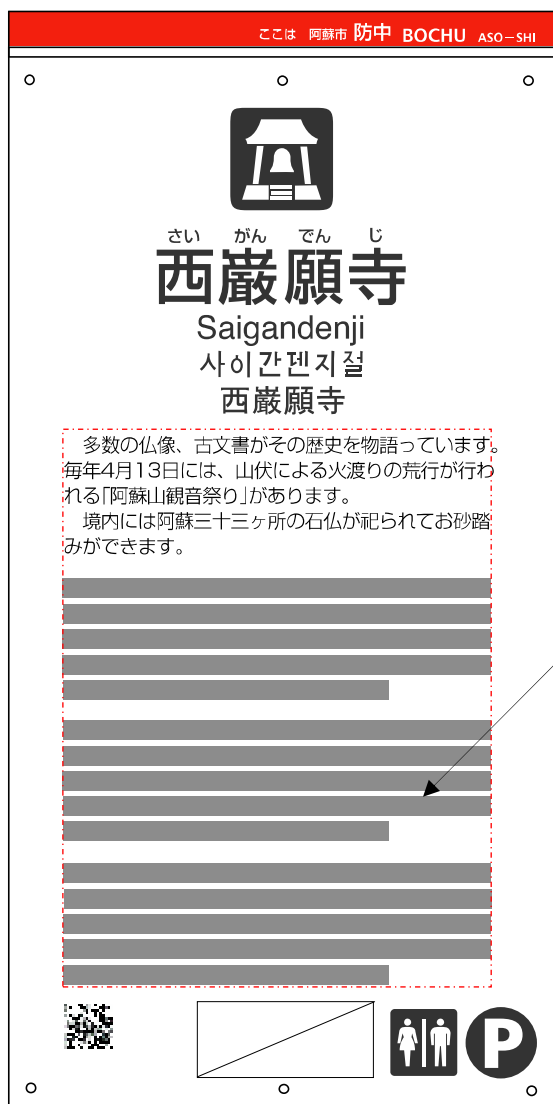 ここは 阿蘇市 防中 BOCHU ASO−SHI
さい がん でん じ
西巌願寺
Saigandenji
사이간덴지절
西巌願寺
多数の仏像、古文書がその歴史を物語っています。
毎年4月13日には、山伏による火渡りの荒行が行わ
れる｢阿蘇山観音祭り｣があります。
境内には阿蘇三十三ヶ所の石仏が祀られてお砂踏
みができます。
P